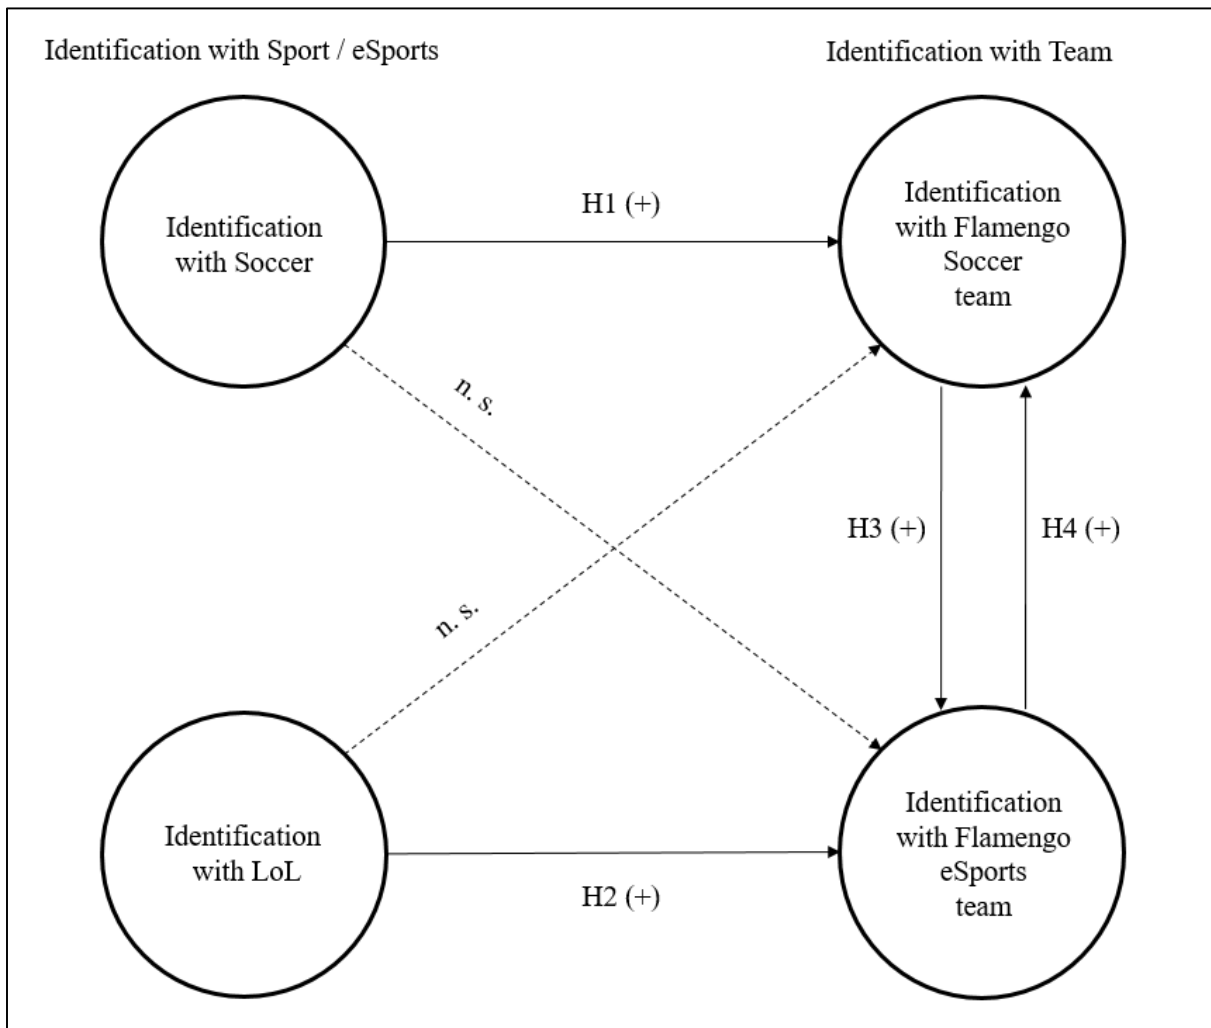 Identification with Sport / eSports
Identification with Team
Identification
with Soccer
H1 (+)
Identification
with Flamengo
Soccer
team
n. s.
H3 (+)
H4 (+)
n. s.
Identification
with LoL
H2 (+)
Identification
with Flamengo
eSports
team